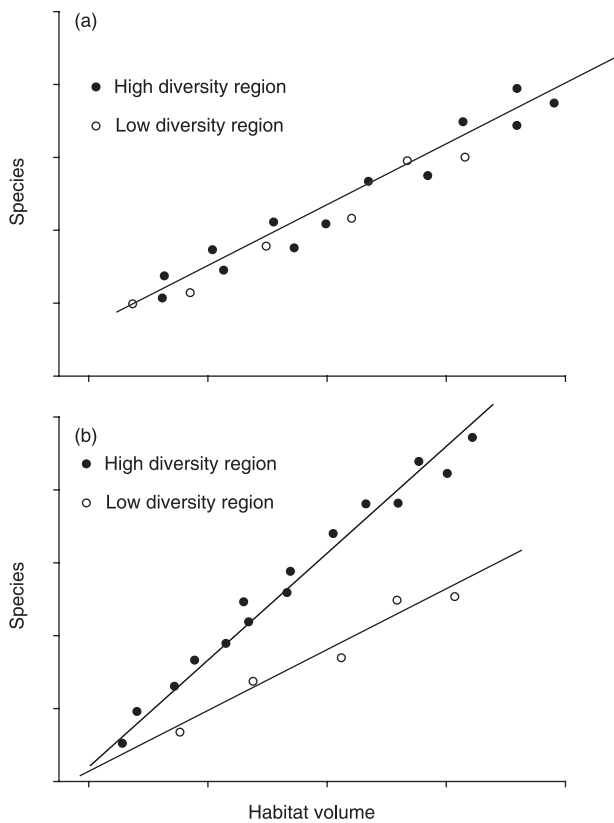 (a)
High diversity region
Low diversity region
Species
(b)
High diversity region
Low diversity region
Species
Habitat volume